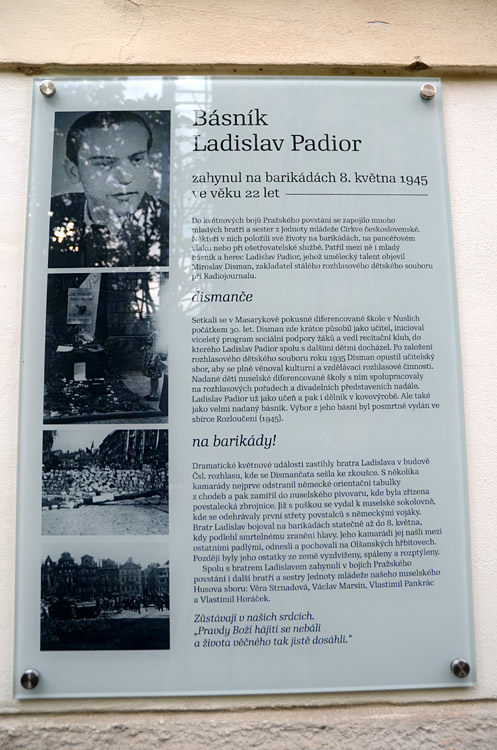 Básník
Ladislav Padior
zahynul na barikádách 8. května 1945
ve věku 22 let
Do květnových bojů Pražského povstání se zapojilo mnoho
mladých bratří a sester z Jednoty mládeže Církve československé.
Někteří v nich položili své životy na barikádách, na pancéřovém
vlaku nebo při ošetřovatelské službě. Patřil mezi ně i mladý
básník a herec Ladislav Padior, jehož umělecký talent objevil
Miroslav Disman, zakladatel stálého rozhlasového dětského souboru
při Radiojournalu.
dismanče
Setkali se v Masarykově pokusné diferencované škole v Nuslích
počátkem 30. let. Disman zde krátce působil jako učitel, inicioval
víceletý program sociální podpory žáků a vedl recitační klub, do
kterého Ladislav Padior spolu s dalšími dětmi docházel. Po založení
rozhlasového dětského souboru roku 1935 Disman opustil učitelský
sbor, aby se plně věnoval kulturní a vzdělávací rozhlasové činnosti.
Nadané děti nuselské diferencované školy s ním spolupracovaly
na rozhlasových pořadech a divadelních představeních nadále.
Ladislav Padior už jako učeň a pak i dělník v kovovýrobě. Ale také
jako velmi nadaný básník. Výbor z jeho básní byl posmrtně vydán ve
sbírce Rozloučení (1945).
na barikády!
Dramatické květnové události zastihly bratra Ladislava v budově
Čsl. rozhlasu, kde se Dismančata sešla ke zkoušce. S několika
kamarády nejprve odstranil německé orientační tabulky
z chodeb a pak zamířil do nuselského pivovaru, kde byla zřízena
povstalecká zbrojnice. Již s puškou se vydal k nuselské sokolovně,
kde se odehrávaly první střety povstalců s německými vojáky.
Bratr Ladislav bojoval na barikádách statečně až do 8. května,
kdy podlehl smrtelnému zranění hlavy. Jeho kamarádi jej našli mezi
ostatními padlými, odnesli a pochovali na Olšanských hřbitovech.
Později byly jeho ostatky ze země vyzdviženy, spáleny a rozptýleny.
Spolu s bratrem Ladislavem zahynuli v bojích Pražského
povstání i další bratři a sestry Jednoty mládeže našeho nuselského
Husova sboru: Věra Strnadová, Václav Marsin, Vlastimil Pankrác
a Vlastimil Horáček.
Zůstávají v našich srdcích.
„Pravdy Boží hájiti se nebáli
a života věčného tak jistě dosáhli.“